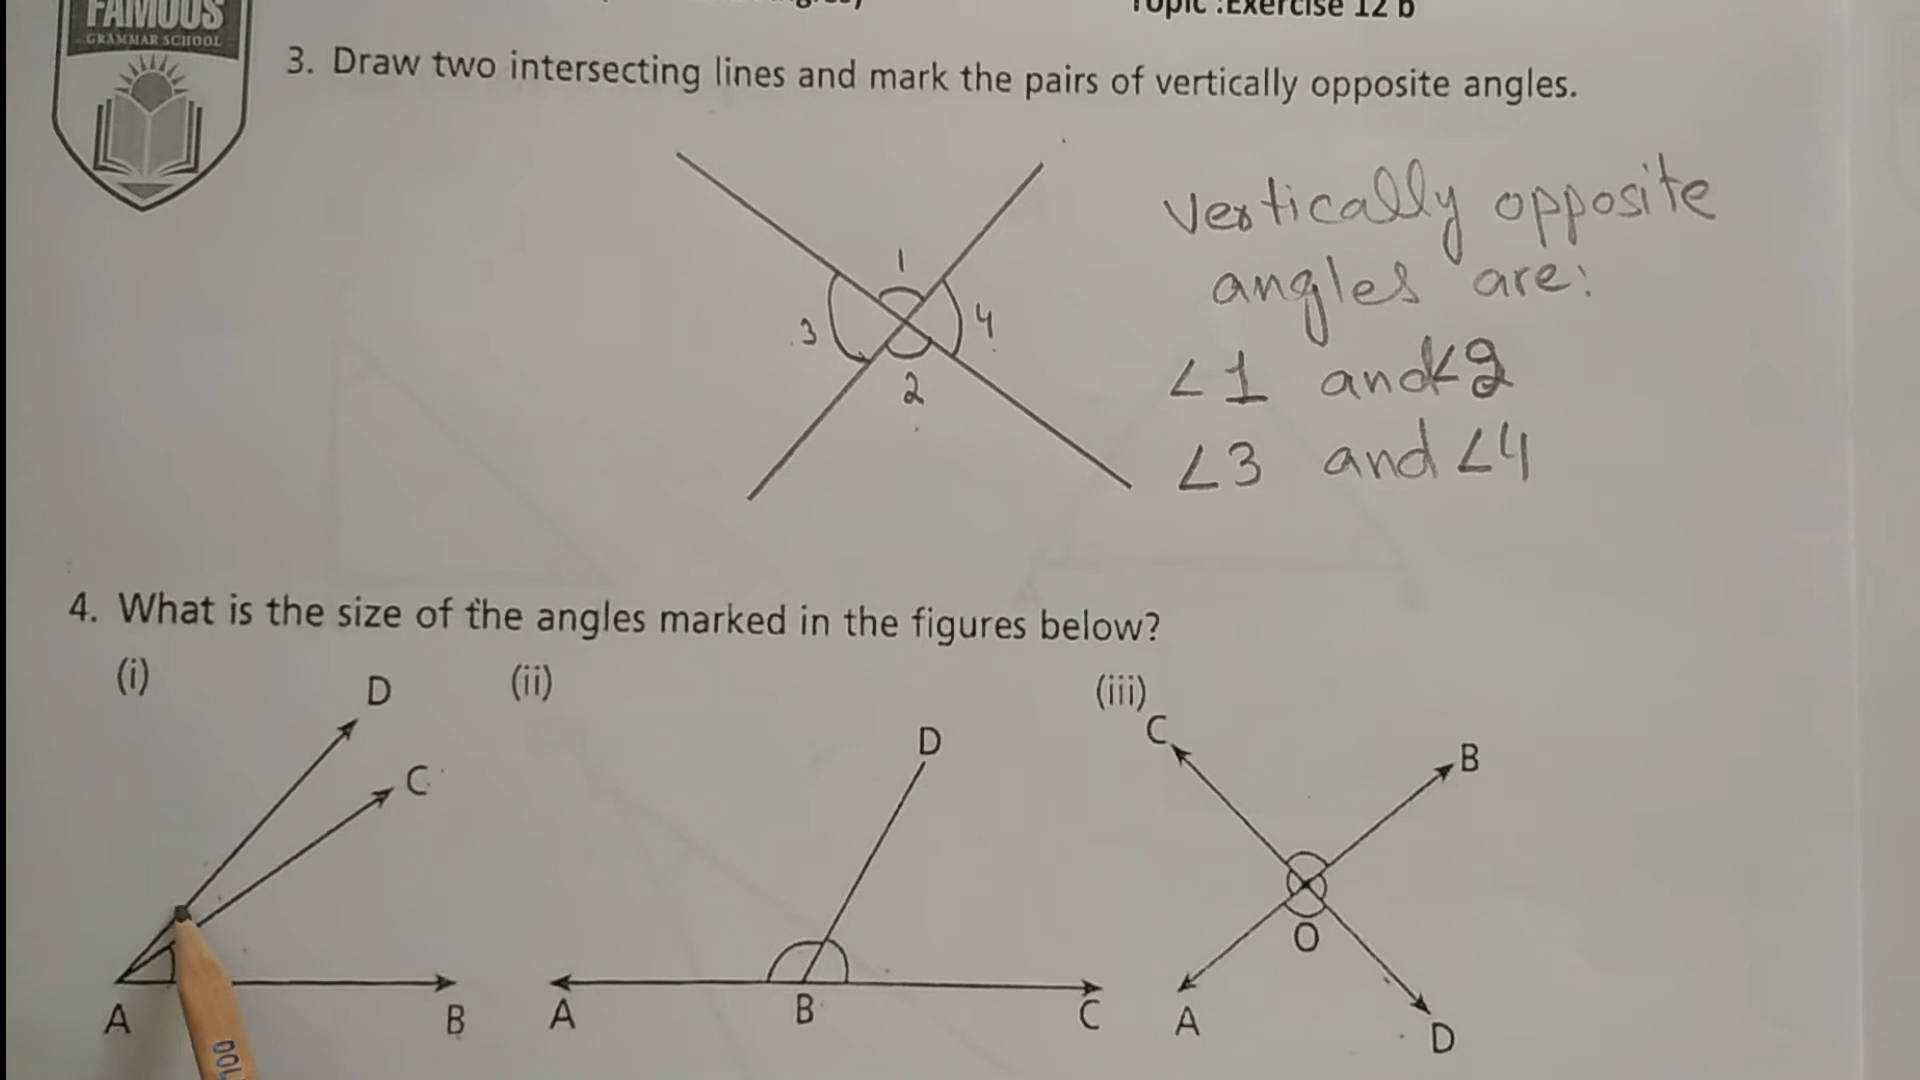 FAMOUS
GRAMMAR SCHOOL
Topic :Exercise 12 b
3. Draw two intersecting lines and mark the pairs of vertically opposite angles.
1
3
4
2
Vertically opposite
angles are:
∠1 and ∠2
∠3 and ∠4
4. What is the size of the angles marked in the figures below?
(i)
D
C
A
B
(ii)
D
A
B
C
(iii)
C
B
O
A
D